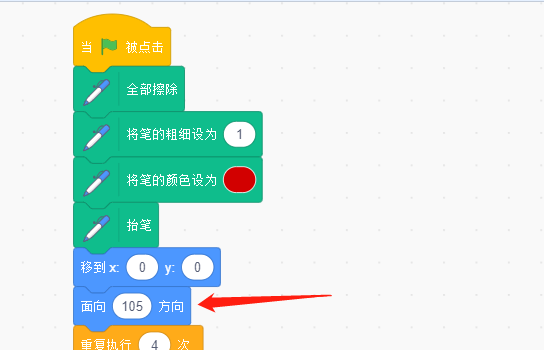 当 被点击
全部擦除
将笔的粗细设为 1
将笔的颜色设为
抬笔
移到 x: 0 y: 0
面向 105 方向
重复执行 4 次